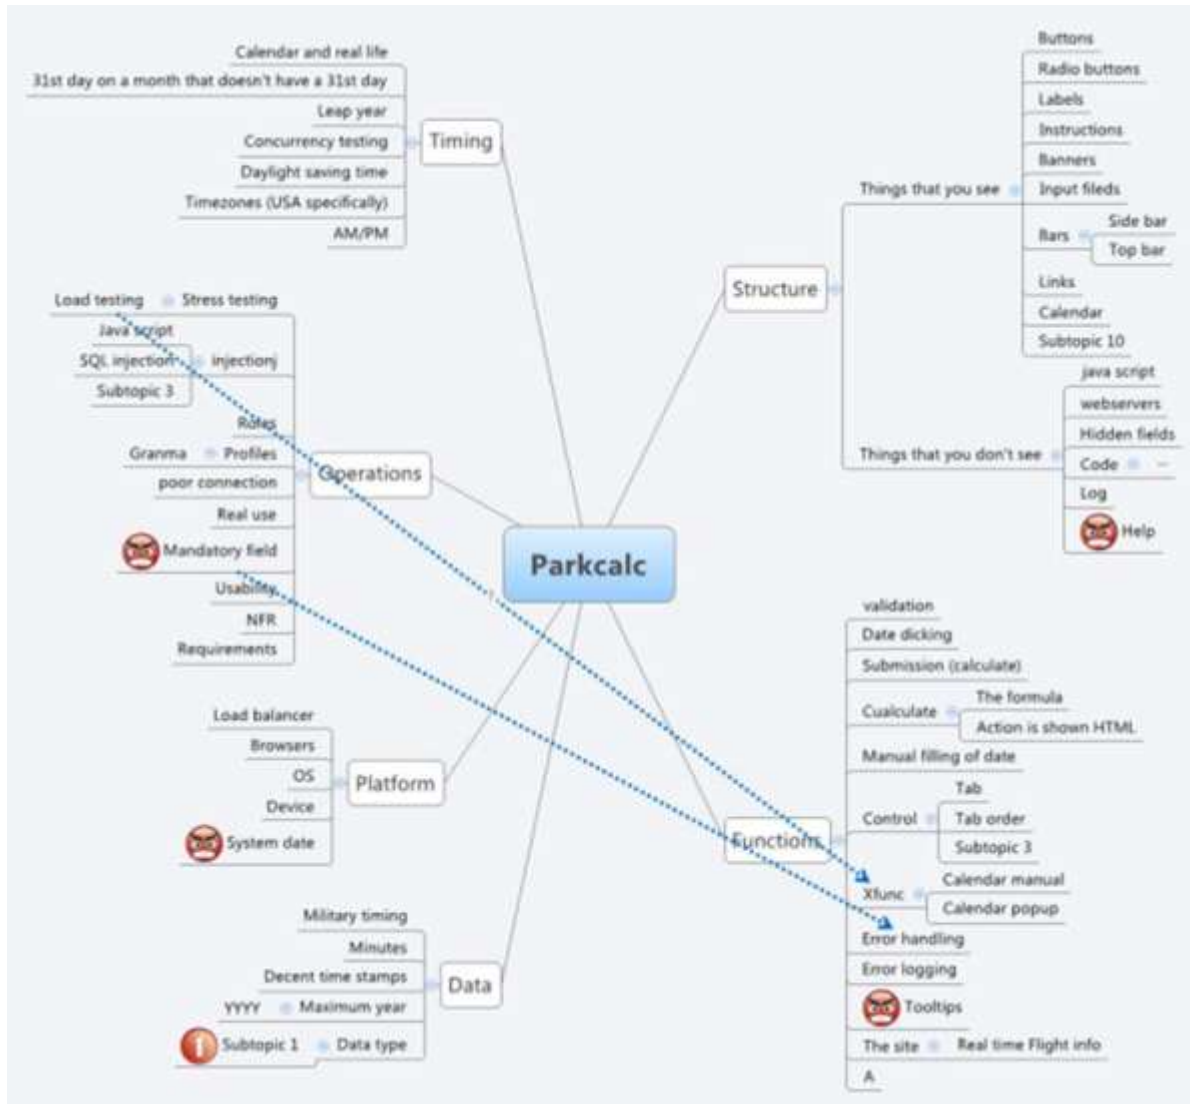 Parkcalc
Timing
Calendar and real life
31st day on a month that doesn't have a 31st day
Leap year
Concurrency testing
Daylight saving time
Timezones (USA specifically)
AM/PM
Operations
Stress testing
Load testing
injectionj
Java script
SQL injection
Subtopic 3
Roles
Profiles
Granma
poor connection
Real use
Mandatory field
Usability
NFR
Requirements
Platform
Load balancer
Browsers
OS
Device
System date
Data
Military timing
Minutes
Decent time stamps
Maximum year
YYYY
Data type
Subtopic 1
Structure
Things that you see
Buttons
Radio buttons
Labels
Instructions
Banners
Input fileds
Bars
Side bar
Top bar
Links
Calendar
Subtopic 10
Things that you don't see
java script
webservers
Hidden fields
Code
Log
Help
Functions
validation
Date dicking
Submission (calculate)
Cualculate
The formula
Action is shown HTML
Manual filling of date
Control
Tab
Tab order
Subtopic 3
Xfunc
Calendar manual
Calendar popup
Error handling
Error logging
Tooltips
The site
Real time Flight info
A